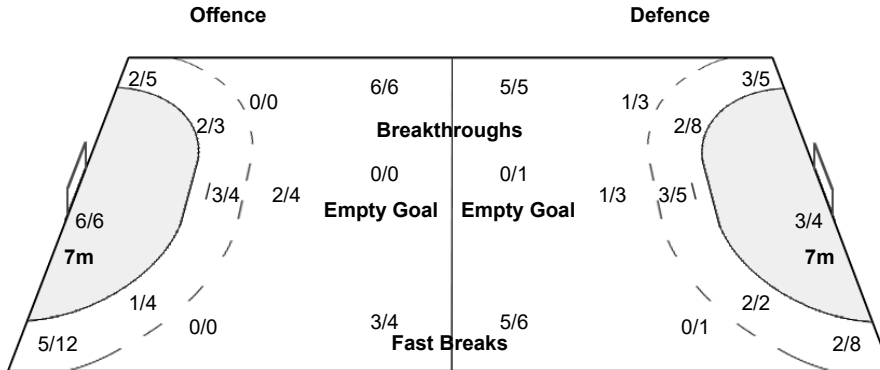 Offence Defence
2/5 6/6 5/5 3/5
0/0 1/3
2/3 Breakthroughs 2/8
0/0 0/1
3/4 2/4 1/3 3/5
Empty Goal Empty Goal
6/6 3/4
7m 7m
1/4 2/2
0/0 3/4 5/6 0/1
5/12 Fast Breaks 2/8